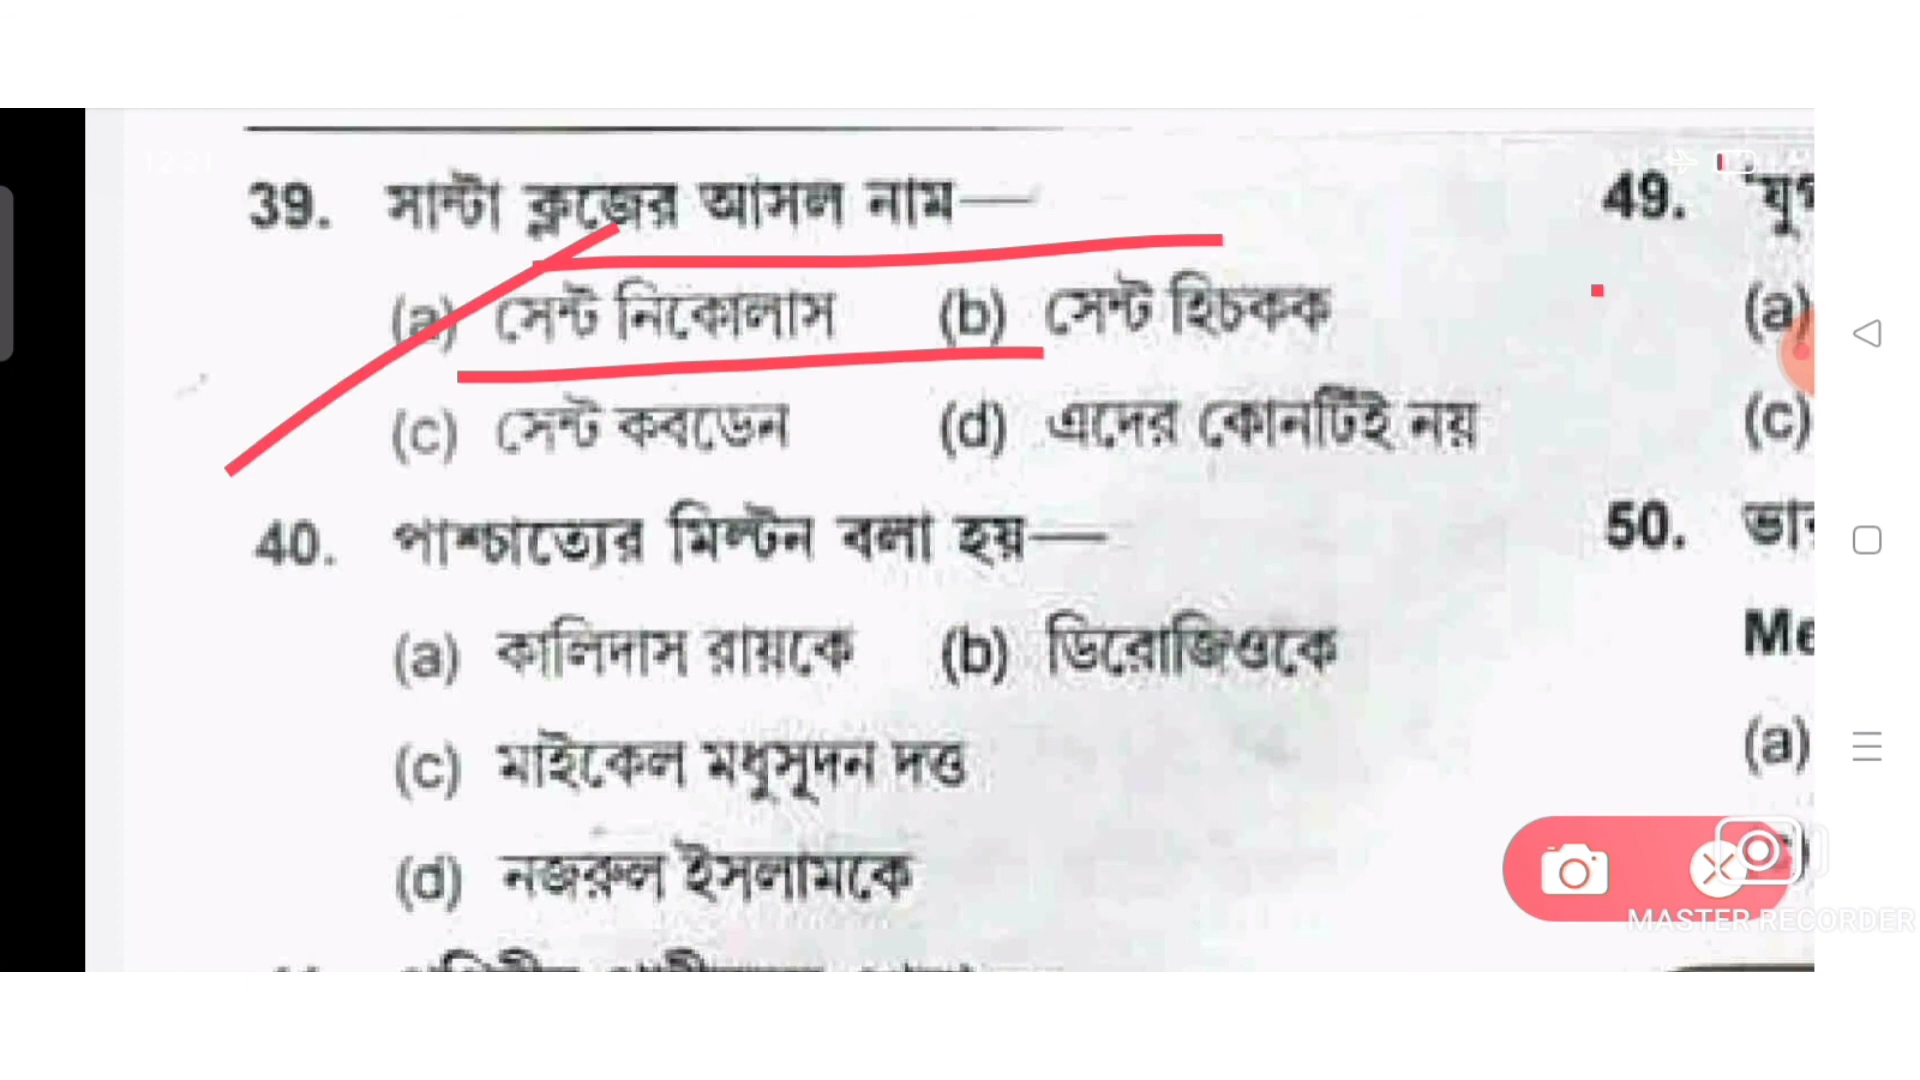 39. সান্টা ক্লজের আসল নাম—
(a) সেন্ট নিকোলাস (b) সেন্ট হিচকক
(c) সেন্ট কবডেন (d) এদের কোনটিই নয়
40. পাশ্চাত্যের মিল্টন বলা হয়—
(a) কালিদাস রায়কে (b) ডিরোজিওকে
(c) মাইকেল মধুসূদন দত্ত
(d) নজরুল ইসলামকে
49.
(a)
(c)
50.
Me
(a)
MASTER RECORDER